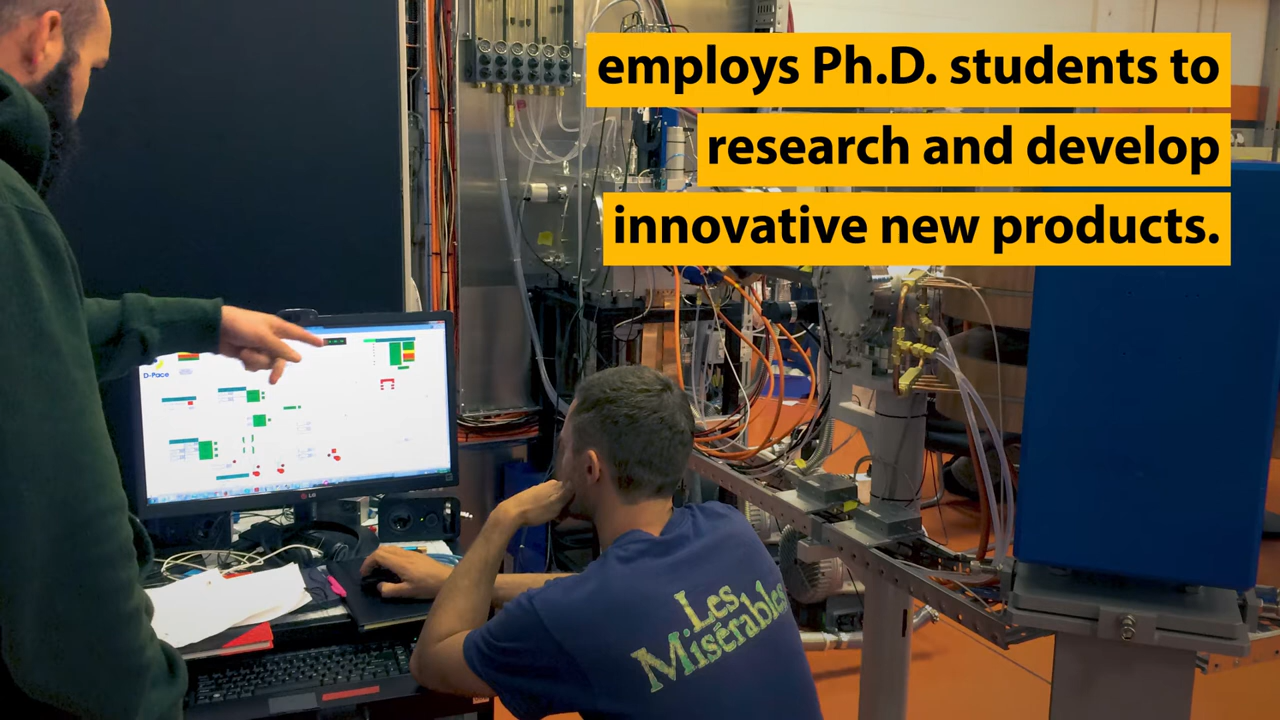 employs Ph.D. students to
research and develop
innovative new products.
D-Pace
LG
Les
Misérables